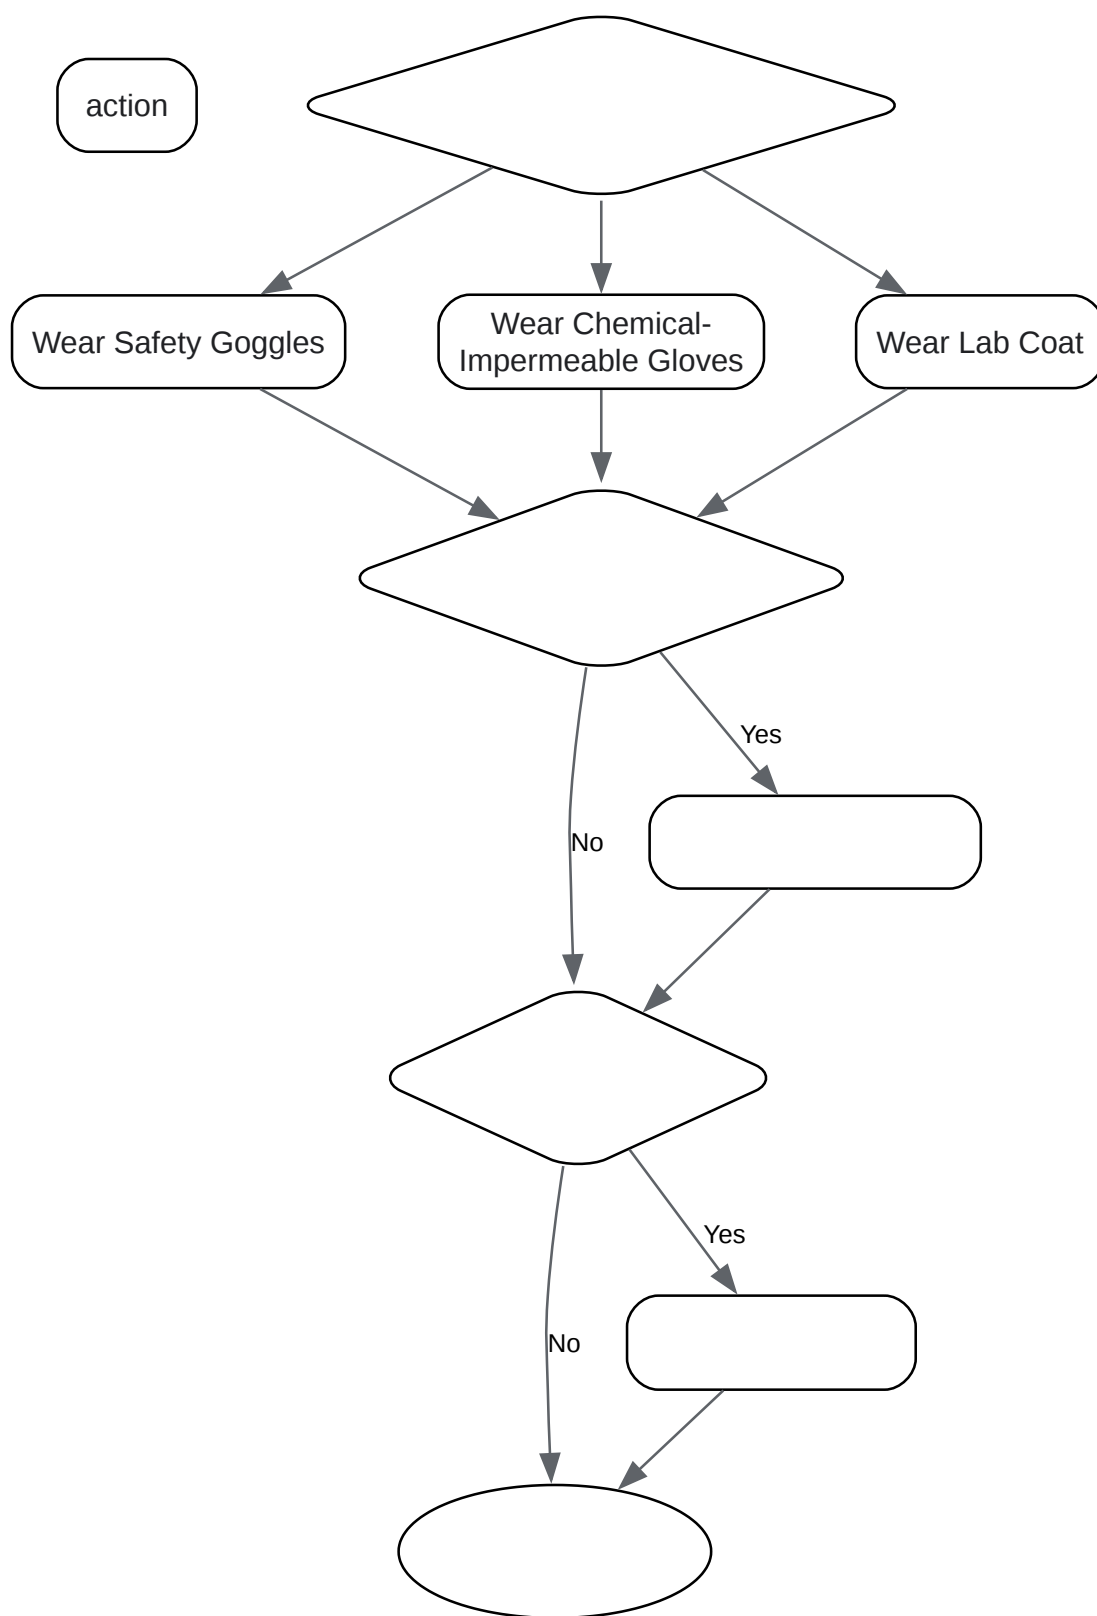 action
Wear Safety Goggles
Wear Chemical-
Impermeable Gloves
Wear Lab Coat
Yes
No
Yes
No